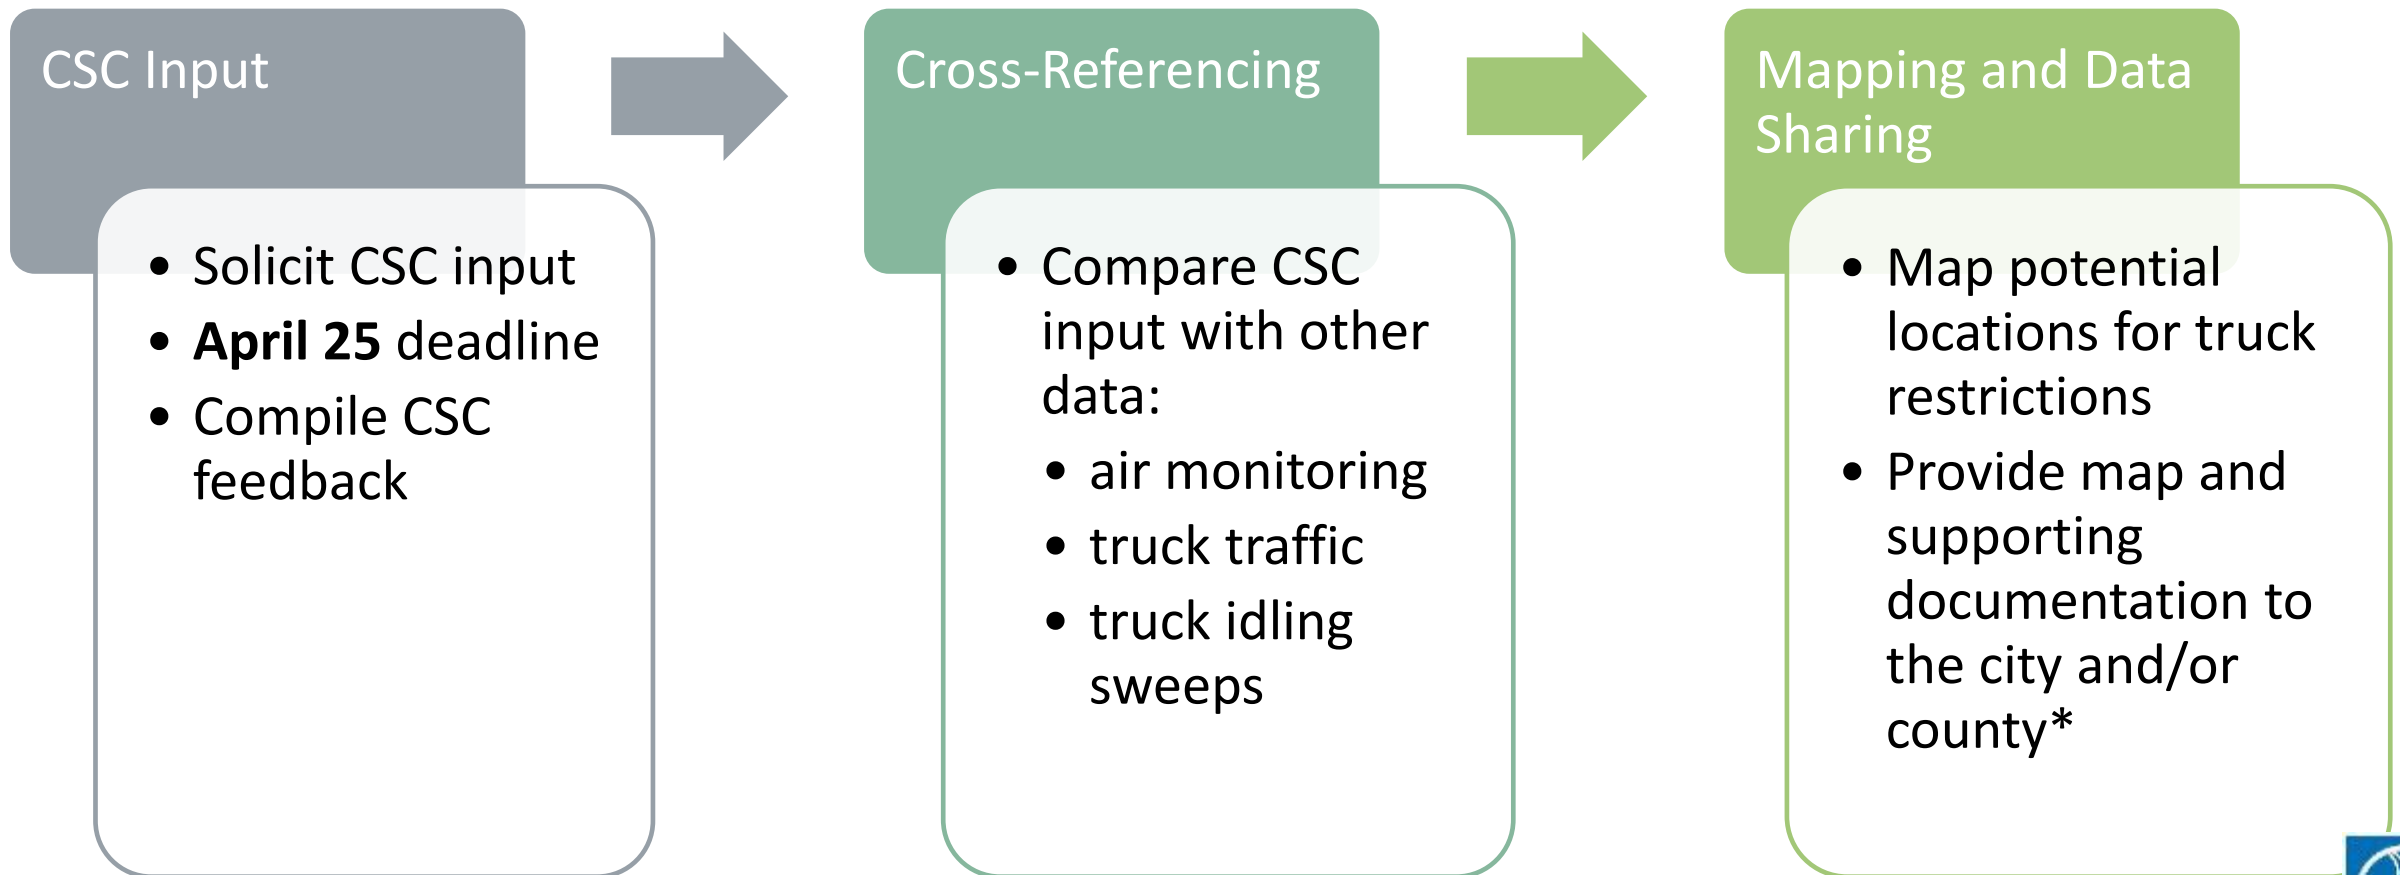 CSC Input
• Solicit CSC input
• April 25 deadline
• Compile CSC
feedback
Cross-Referencing
• Compare CSC
input with other
data:
• air monitoring
• truck traffic
• truck idling
sweeps
Mapping and Data
Sharing
• Map potential
locations for truck
restrictions
• Provide map and
supporting
documentation to
the city and/or
county*